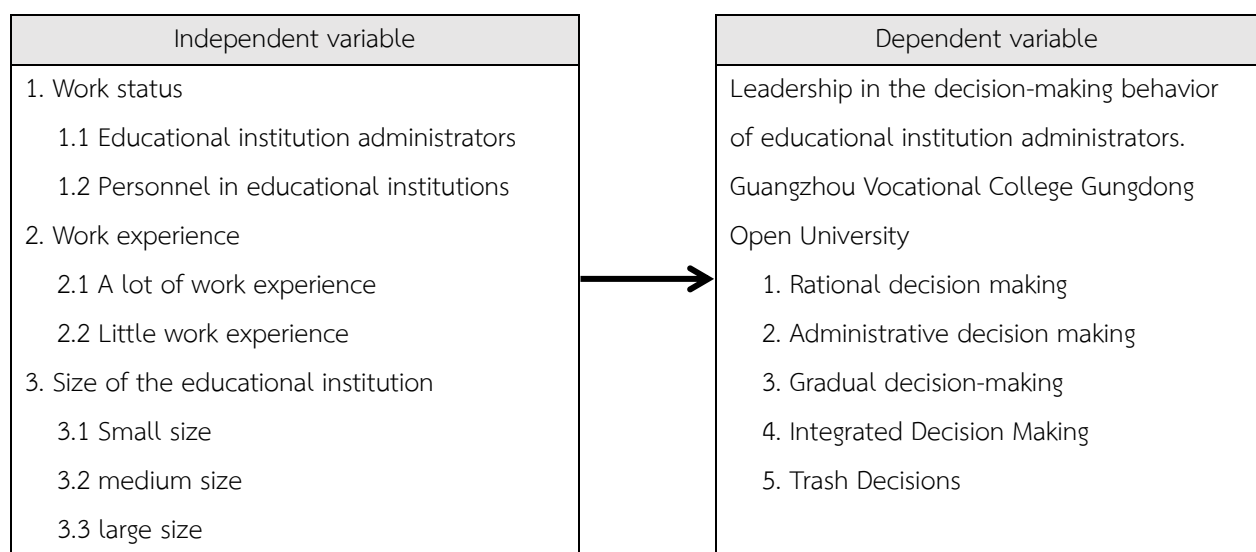 Independent variable
1. Work status
1.1 Educational institution administrators
1.2 Personnel in educational institutions
2. Work experience
2.1 A lot of work experience
2.2 Little work experience
3. Size of the educational institution
3.1 Small size
3.2 medium size
3.3 large size
Dependent variable
Leadership in the decision-making behavior
of educational institution administrators.
Guangzhou Vocational College Gungdong
Open University
1. Rational decision making
2. Administrative decision making
3. Gradual decision-making
4. Integrated Decision Making
5. Trash Decisions